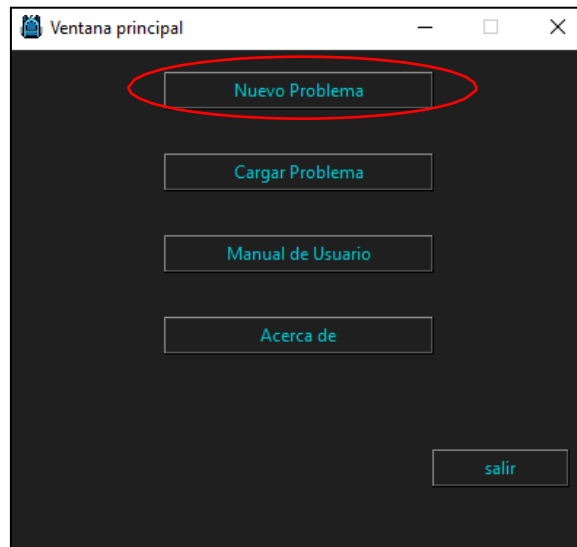 Ventana principal
Nuevo Problema
Cargar Problema
Manual de Usuario
Acerca de
salir